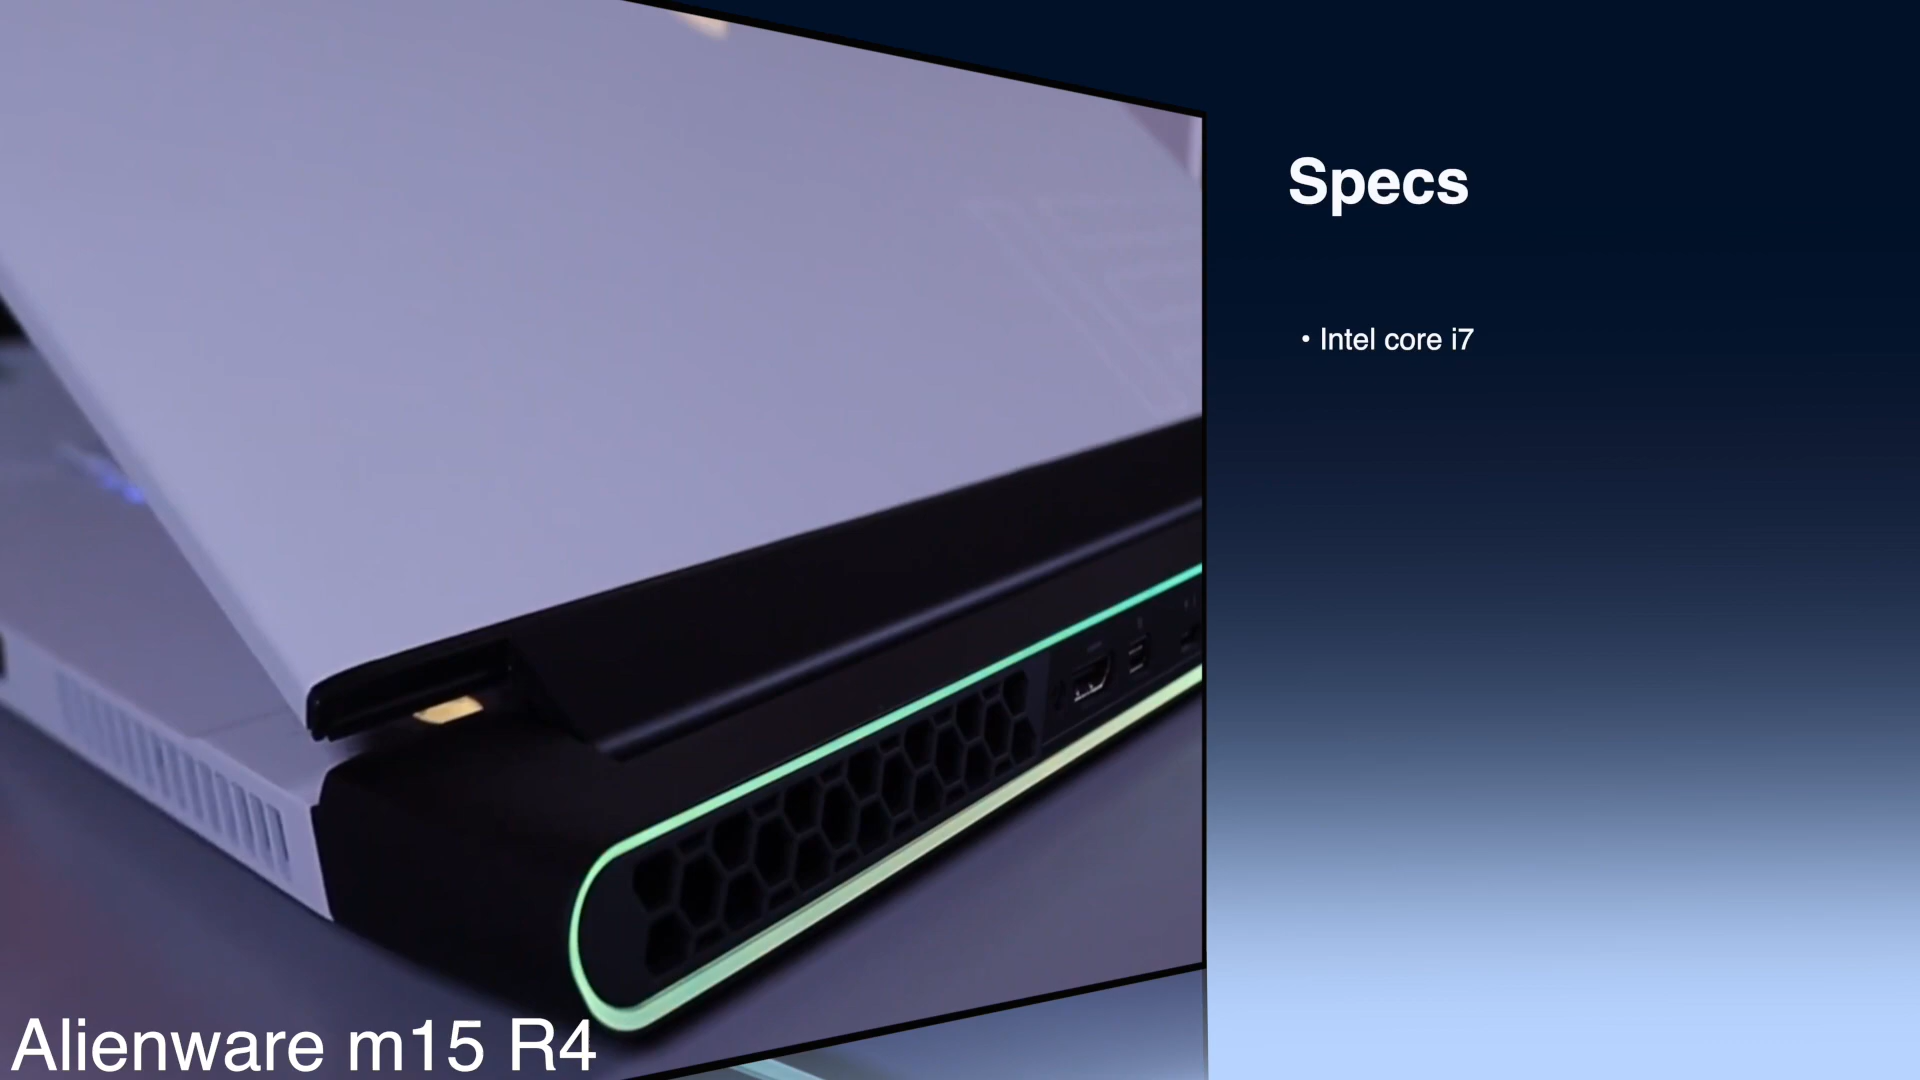 Specs
• Intel core i7
Alienware m15 R4